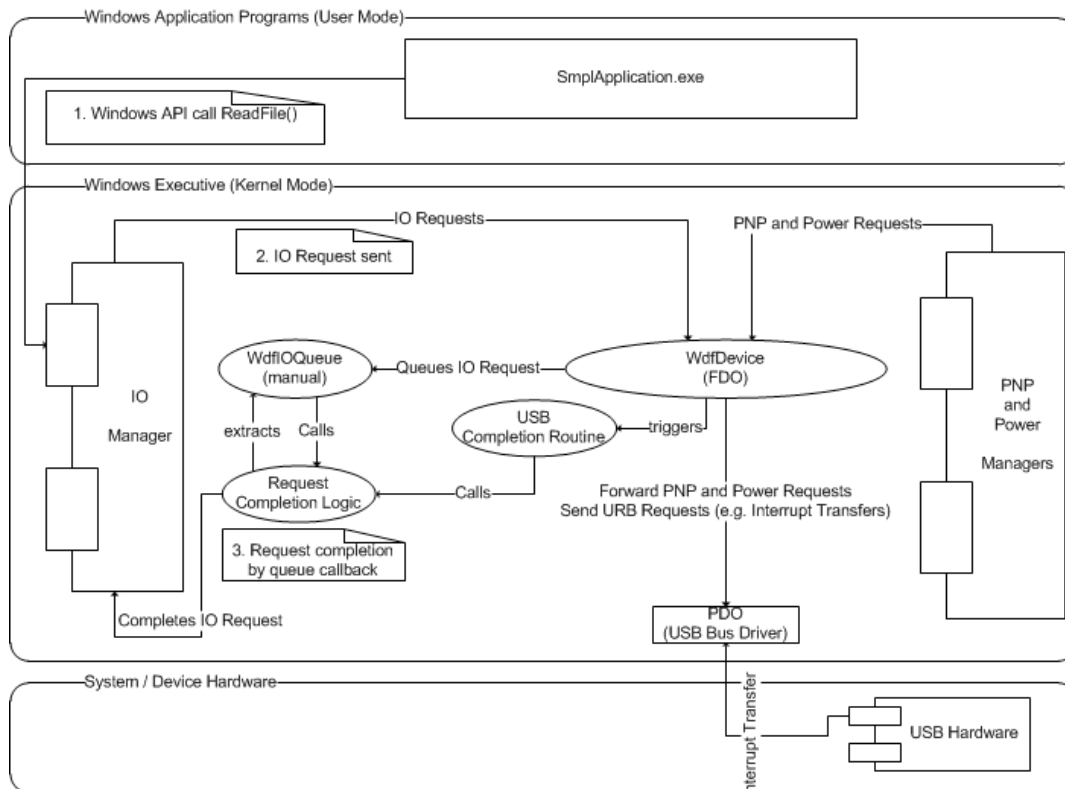 Windows Application Programs (User Mode)
SmplApplication.exe
1. Windows API call ReadFile()
Windows Executive (Kernel Mode)
IO Requests
PNP and Power Requests
2. IO Request sent
WdfIOQueue
(manual)
Queues IO Request
WdfDevice
(FDO)
IO
Manager
PNP
and
Power
Managers
extracts
Calls
USB
Completion Routine
triggers
Request
Completion Logic
Calls
Forward PNP and Power Requests
Send URB Requests (e.g. Interrupt Transfers)
3. Request completion
by queue callback
Completes IO Request
PDO
(USB Bus Driver)
System / Device Hardware
Interrupt Transfer
USB Hardware